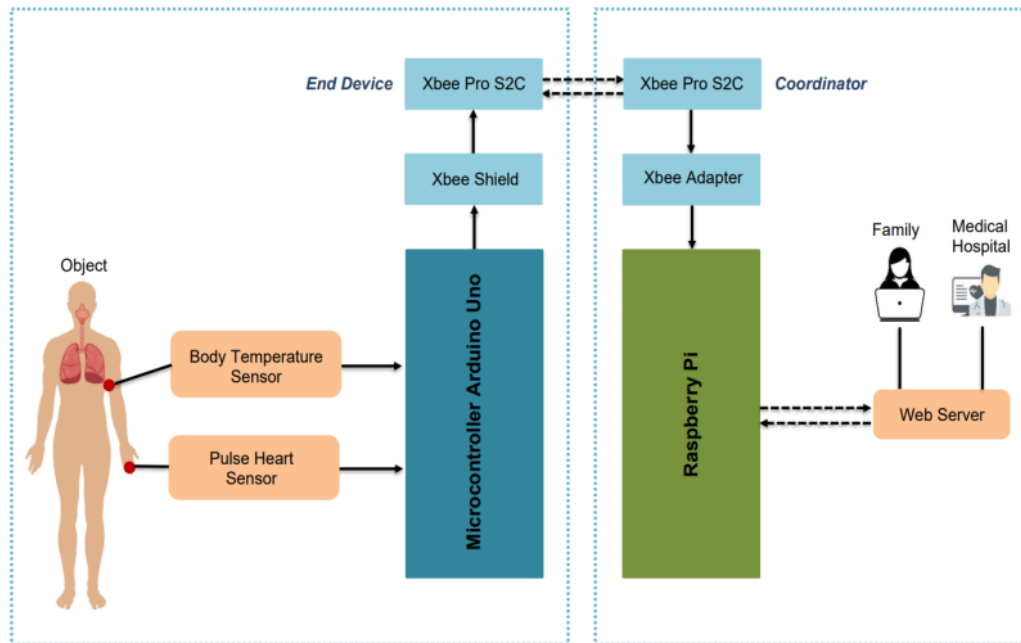 End Device
Xbee Pro S2C
Xbee Pro S2C
Coordinator
Xbee Shield
Xbee Adapter
Object
Body Temperature
Sensor
Pulse Heart
Sensor
Microcontroller Arduino Uno
Raspberry Pi
Family
Medical
Hospital
Web Server